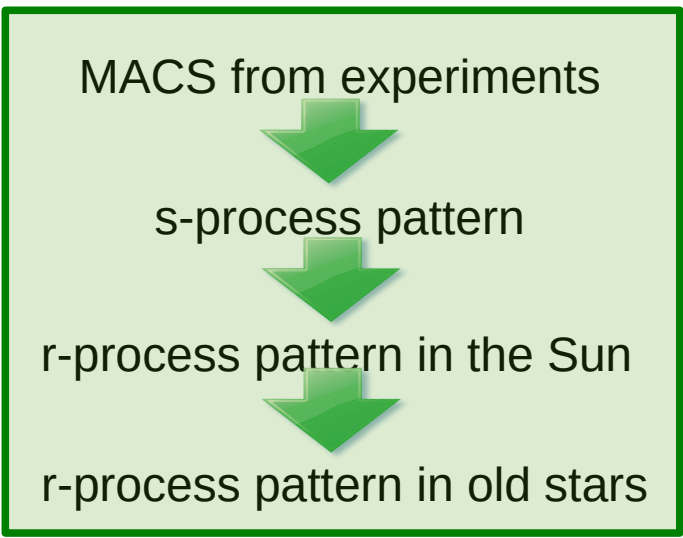 MACS from experiments
s-process pattern
r-process pattern in the Sun
r-process pattern in old stars